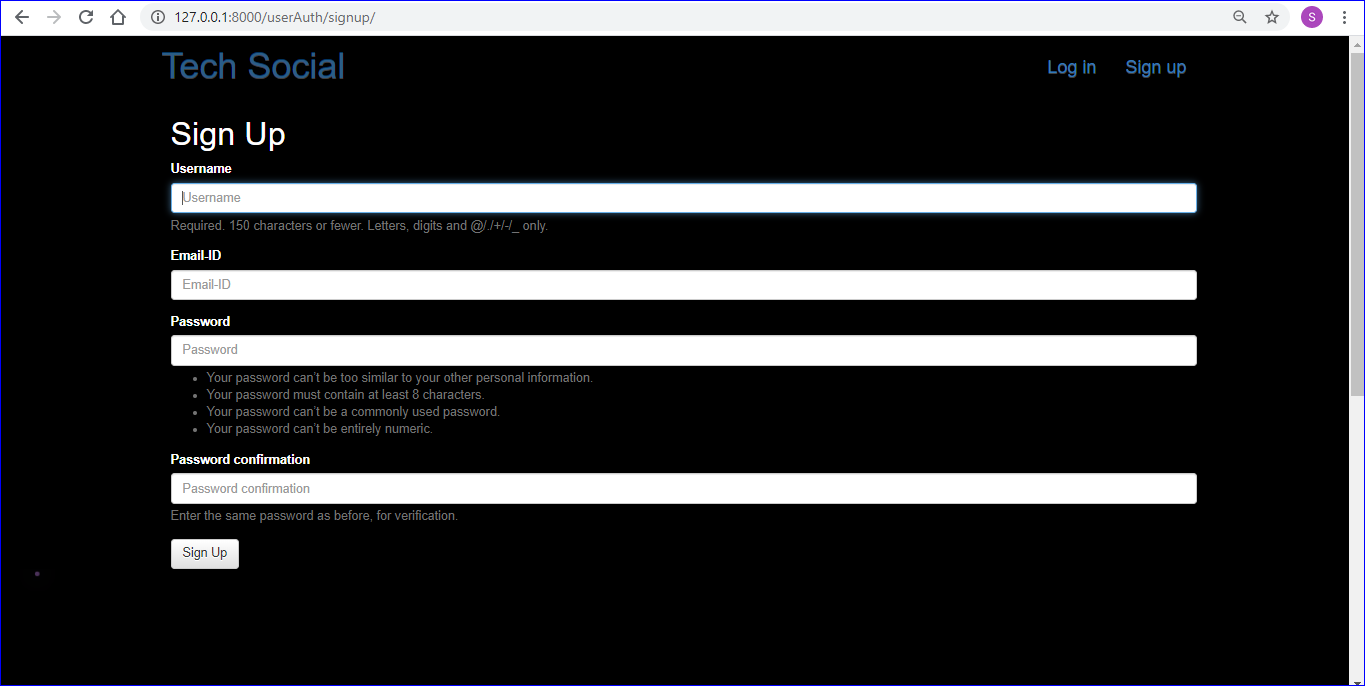 127.0.0.1:8000/userAuth/signup/
S
Tech Social
Log in
Sign up
Sign Up
Username
Username
Required. 150 characters or fewer. Letters, digits and @/./+/-/_ only.
Email-ID
Email-ID
Password
Password
Your password can't be too similar to your other personal information.
Your password must contain at least 8 characters.
Your password can't be a commonly used password.
Your password can't be entirely numeric.
Password confirmation
Password confirmation
Enter the same password as before, for verification.
Sign Up